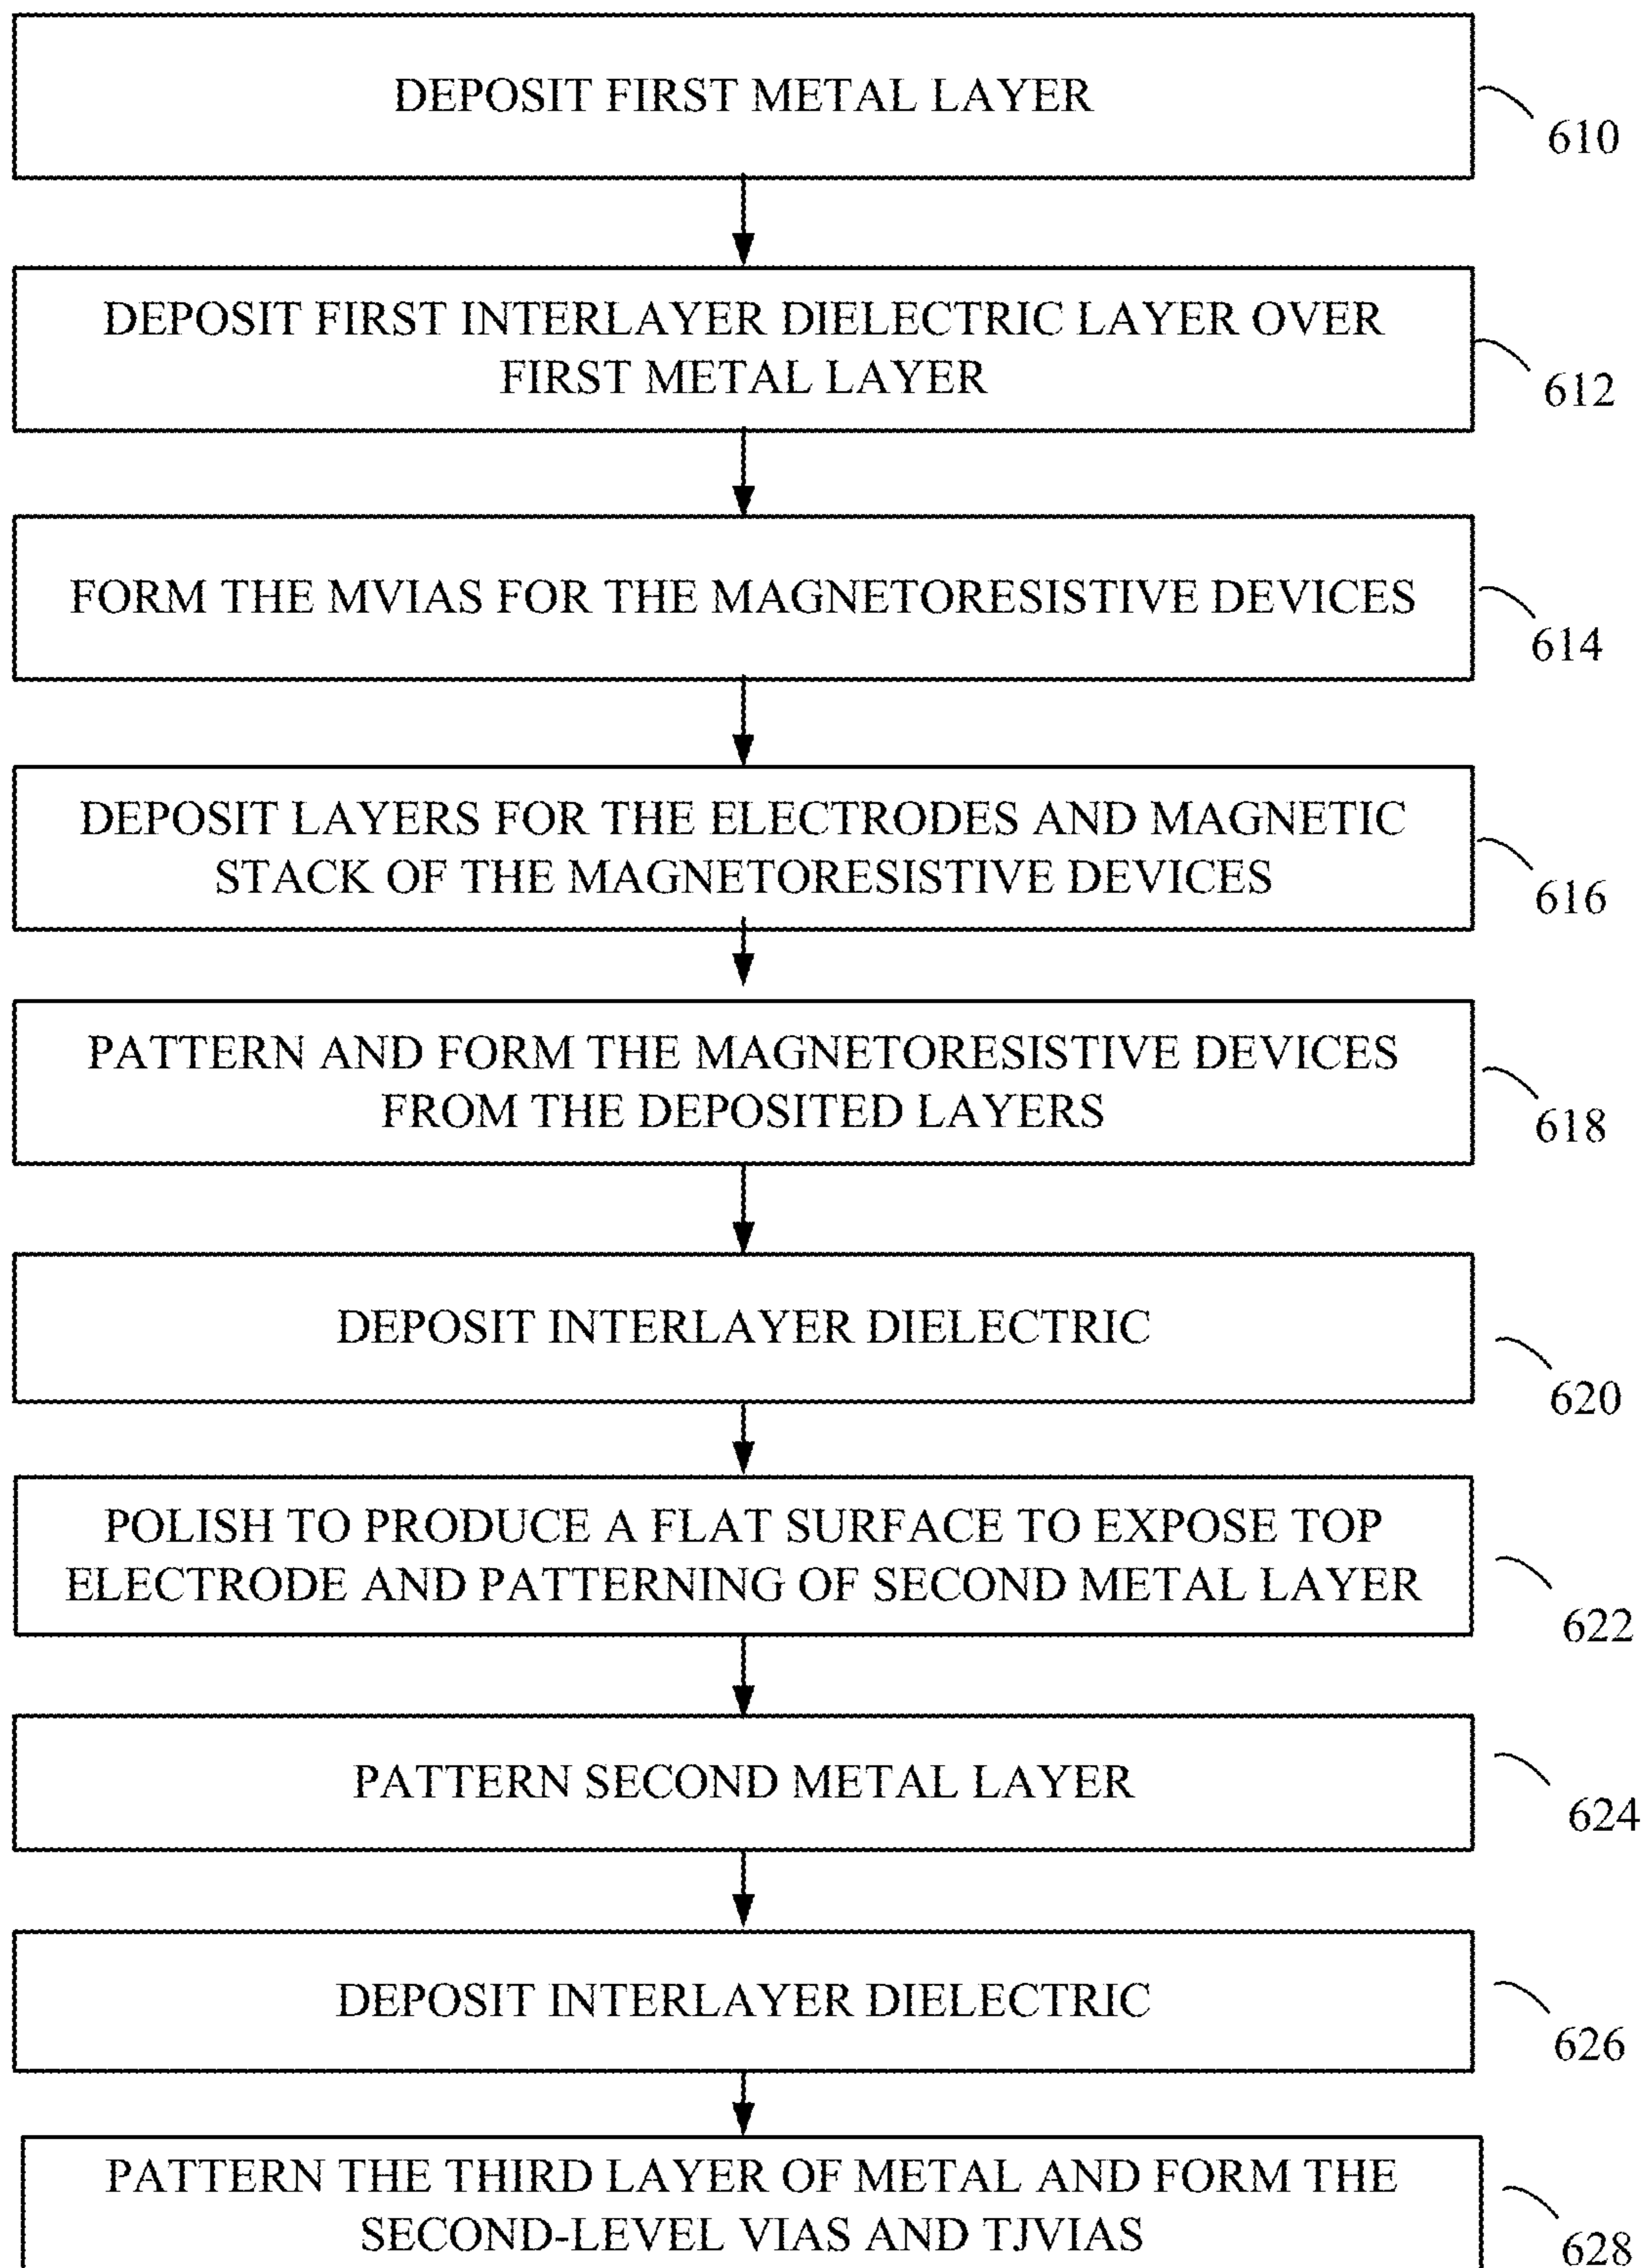 DEPOSIT FIRST METAL LAYER
610
DEPOSIT FIRST INTERLAYER DIELECTRIC LAYER OVER
FIRST METAL LAYER
612
FORM THE MVIAS FOR THE MAGNETORESISTIVE DEVICES
614
DEPOSIT LAYERS FOR THE ELECTRODES AND MAGNETIC
STACK OF THE MAGNETORESISTIVE DEVICES
616
PATTERN AND FORM THE MAGNETORESISTIVE DEVICES
FROM THE DEPOSITED LAYERS
618
DEPOSIT INTERLAYER DIELECTRIC
620
POLISH TO PRODUCE A FLAT SURFACE TO EXPOSE TOP
ELECTRODE AND PATTERNING OF SECOND METAL LAYER
622
PATTERN SECOND METAL LAYER
624
DEPOSIT INTERLAYER DIELECTRIC
626
PATTERN THE THIRD LAYER OF METAL AND FORM THE
SECOND-LEVEL VIAS AND TJVIAS
628